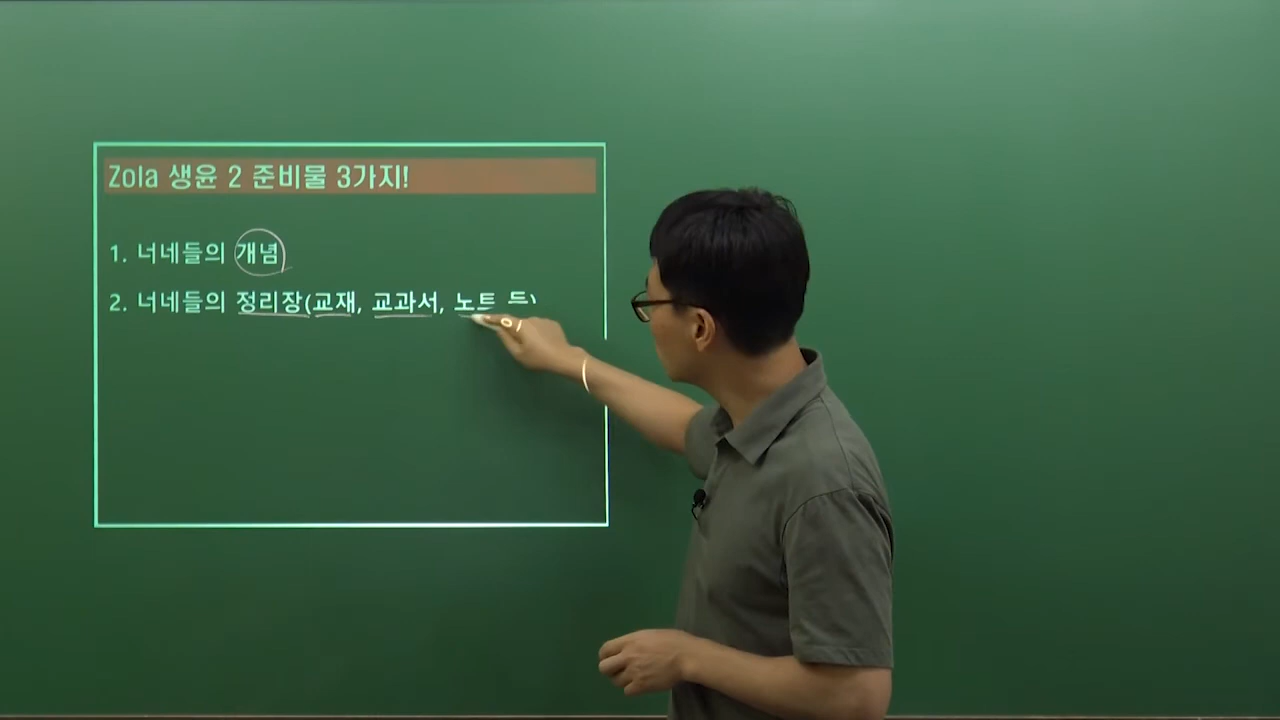 Zola 생윤 2 준비물 3가지!
1. 너네들의 개념
2. 너네들의 정리장(교재, 교과서, 노트 등)